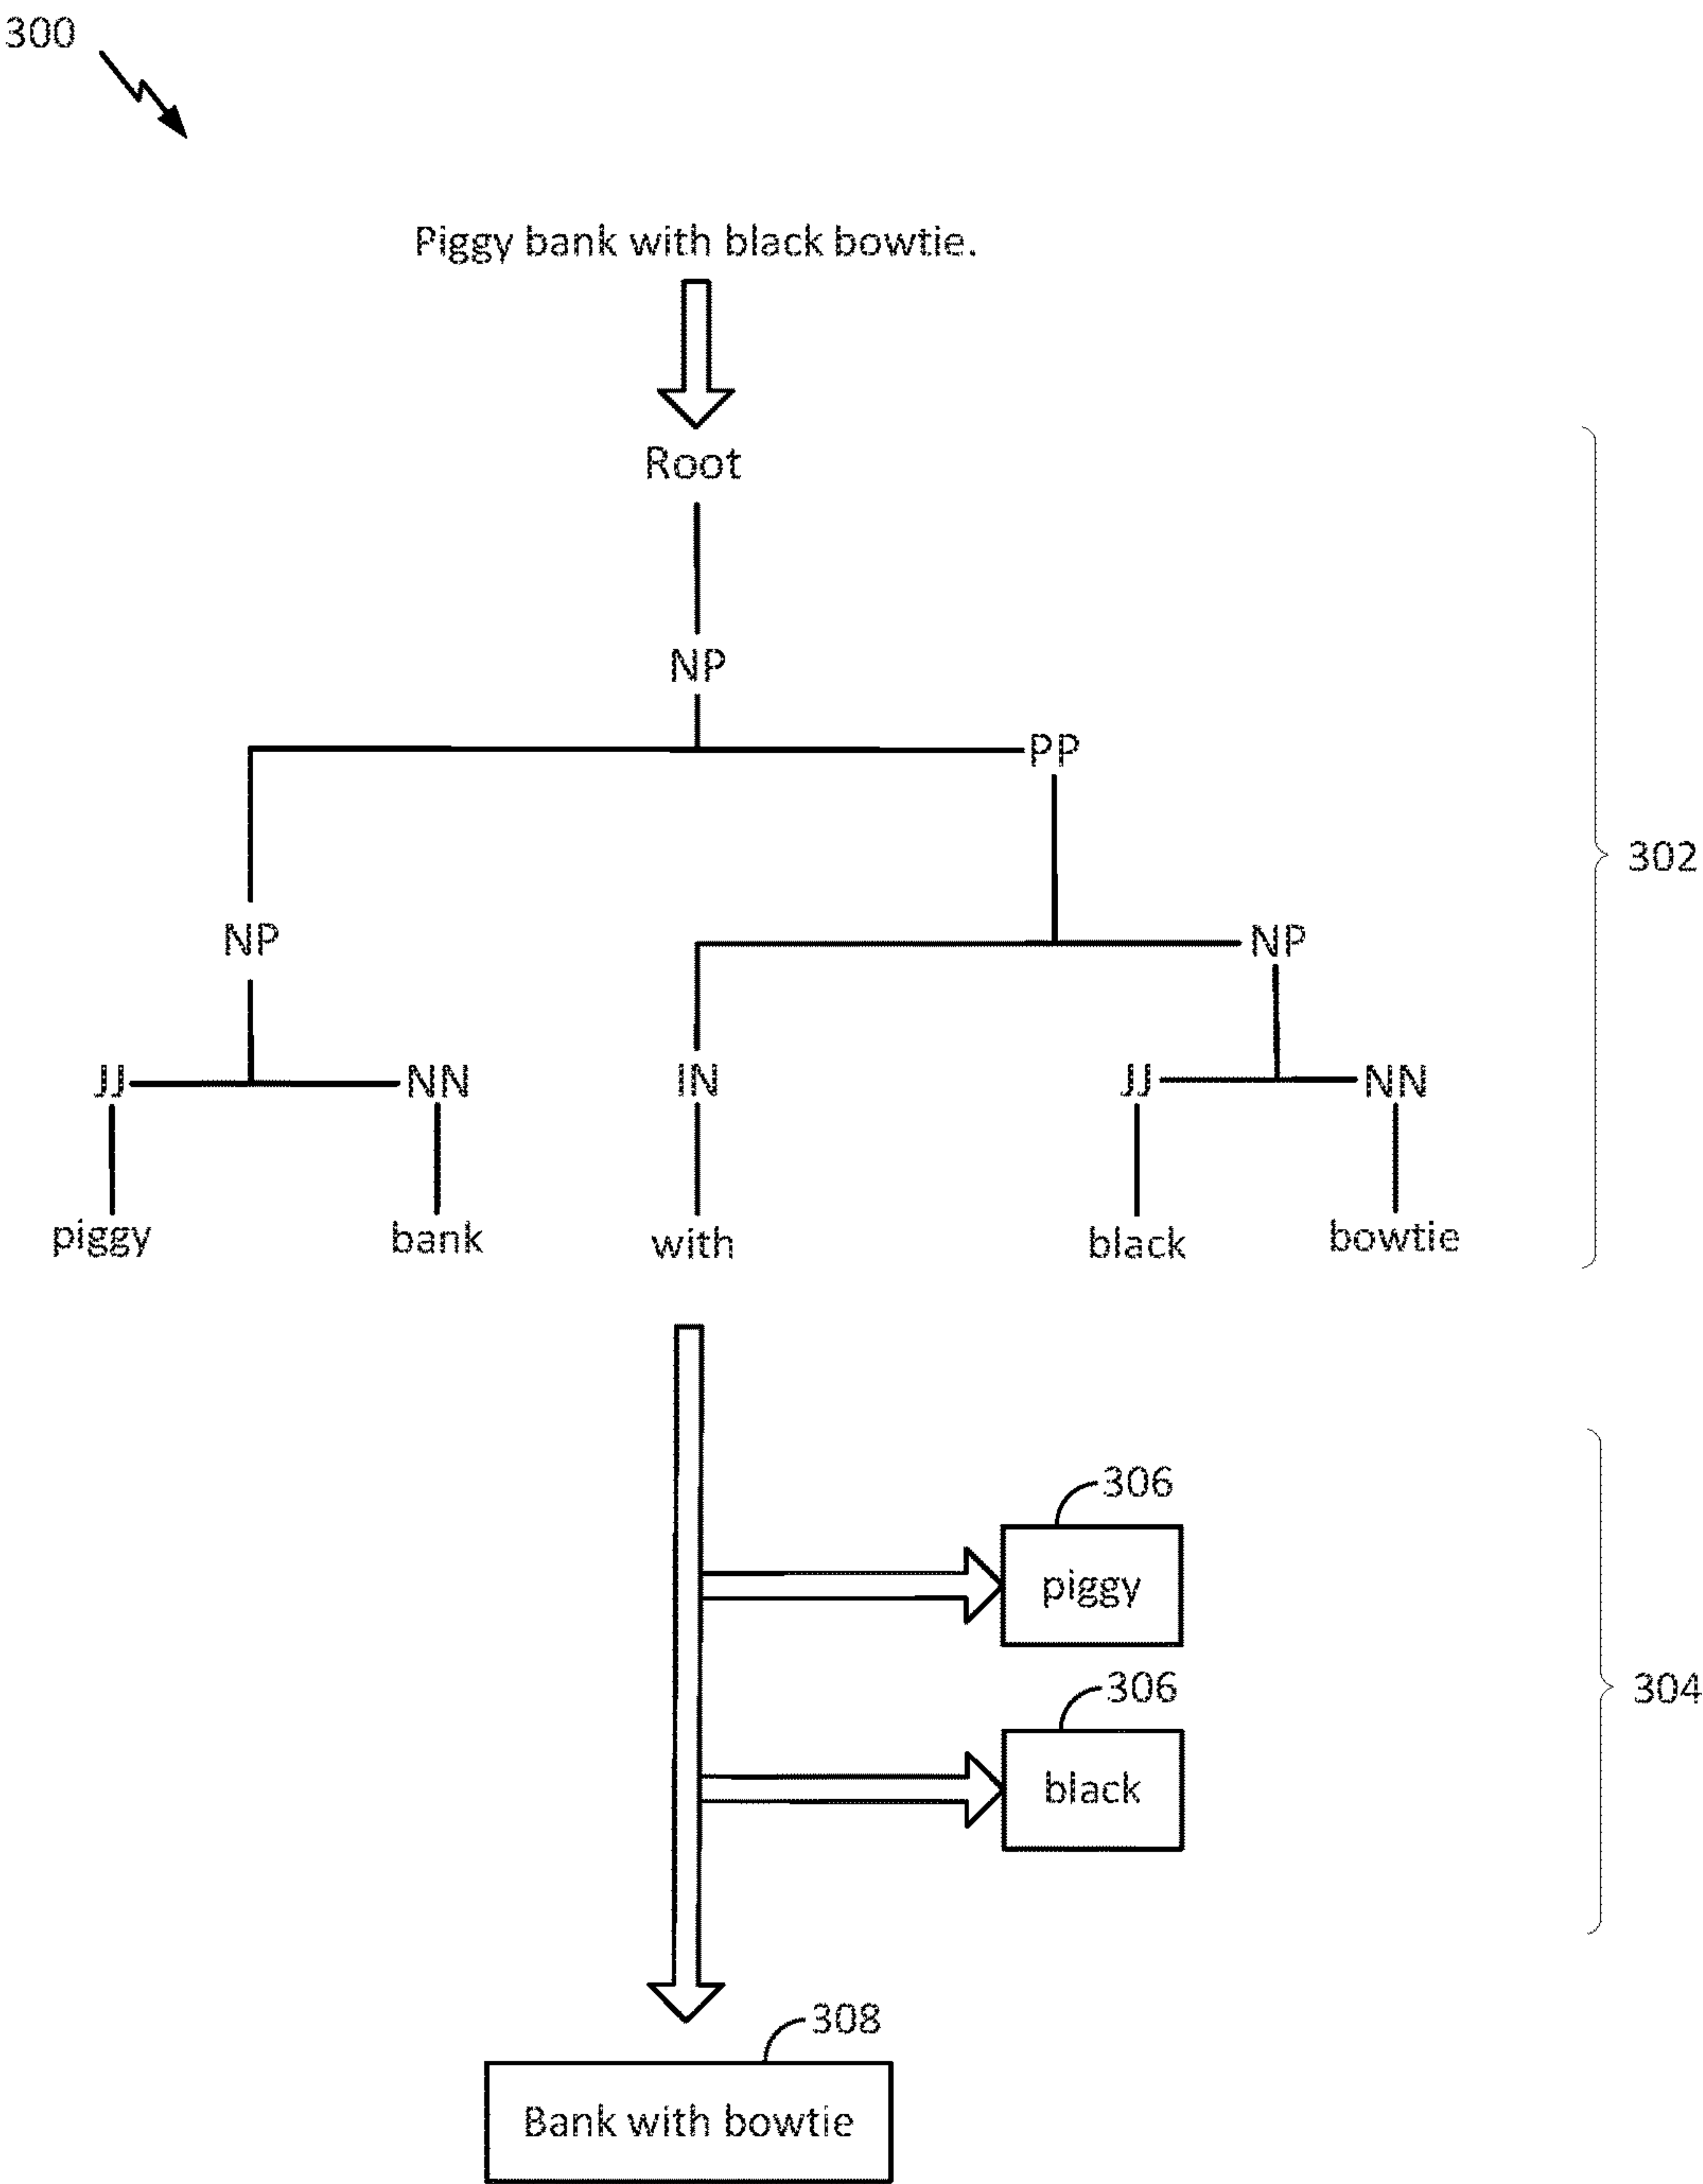 300
Piggy bank with black bowtie.
Root
NP
PP
302
NP
NP
JJ NN IN JJ NN
piggy bank with black bowtie
306
piggy
306
304
black
308
Bank with bowtie